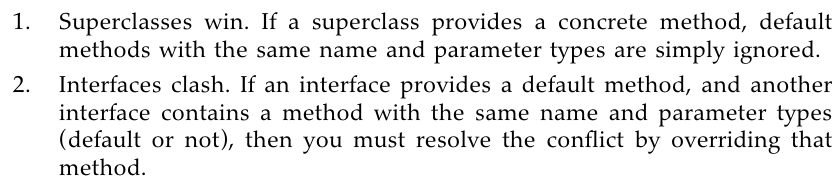 1. Superclasses win. If a superclass provides a concrete method, default
methods with the same name and parameter types are simply ignored.
2. Interfaces clash. If an interface provides a default method, and another
interface contains a method with the same name and parameter types
(default or not), then you must resolve the conflict by overriding that
method.